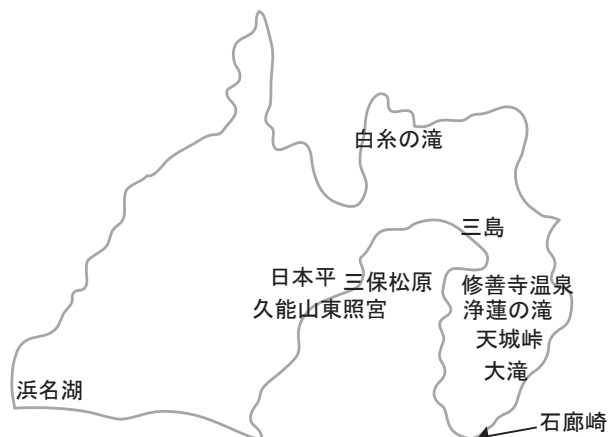 白糸の滝
三島
日本平 三保松原
久能山東照宮
修善寺温泉
浄蓮の滝
天城峠
大滝
浜名湖
石廊崎